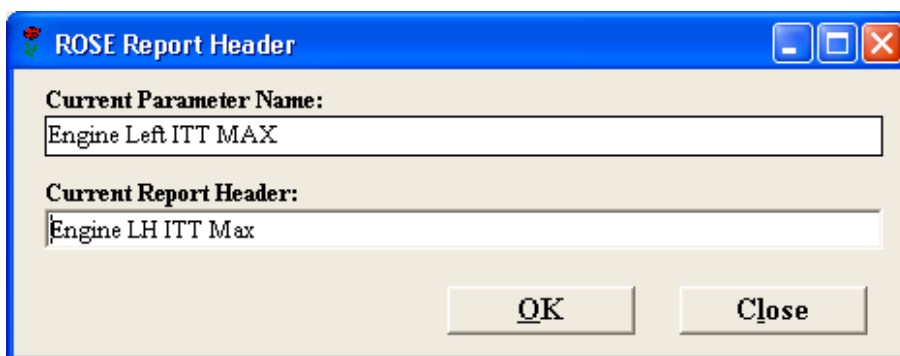 ROSE Report Header
Current Parameter Name:
Engine Left ITT MAX
Current Report Header:
Engine LH ITT Max
OK Close